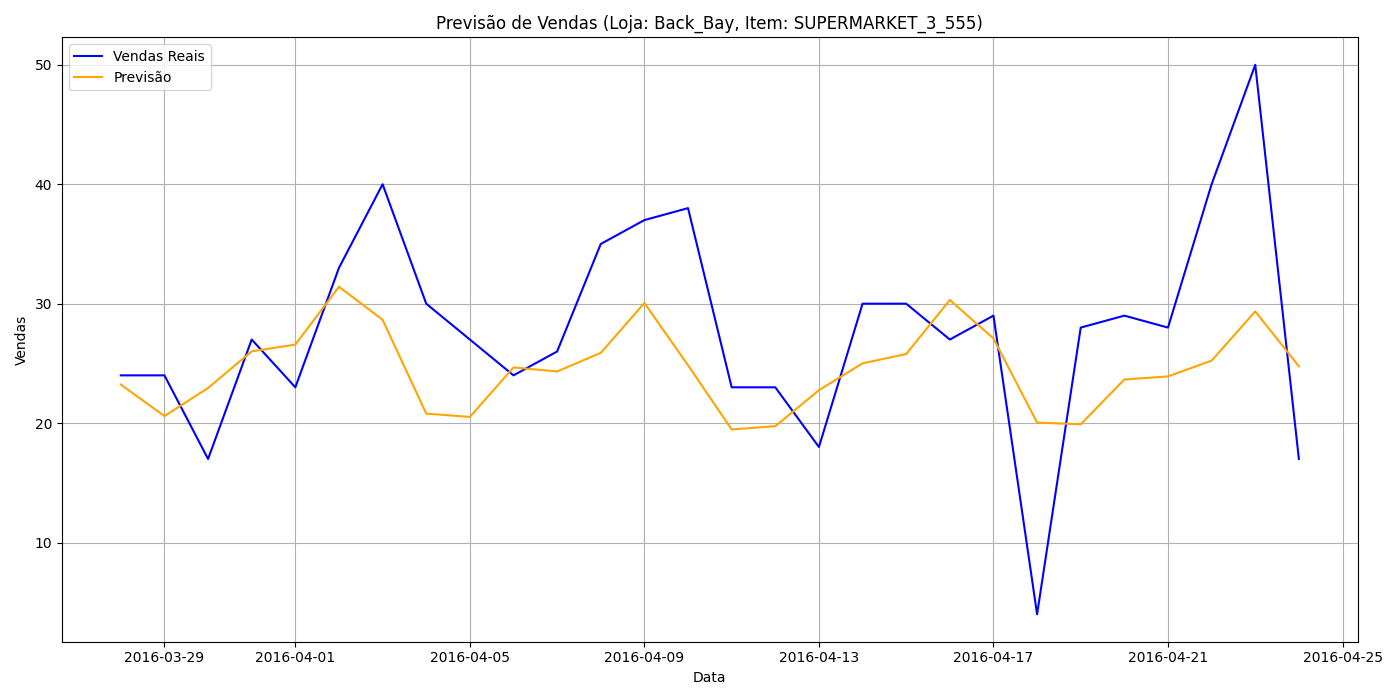 Previsão de Vendas (Loja: Back_Bay, Item: SUPERMARKET_3_555)
Vendas Reais
Previsão
50
40
30
20
10
Vendas
2016-03-29
2016-04-01
2016-04-05
2016-04-09
2016-04-13
2016-04-17
2016-04-21
2016-04-25
Data